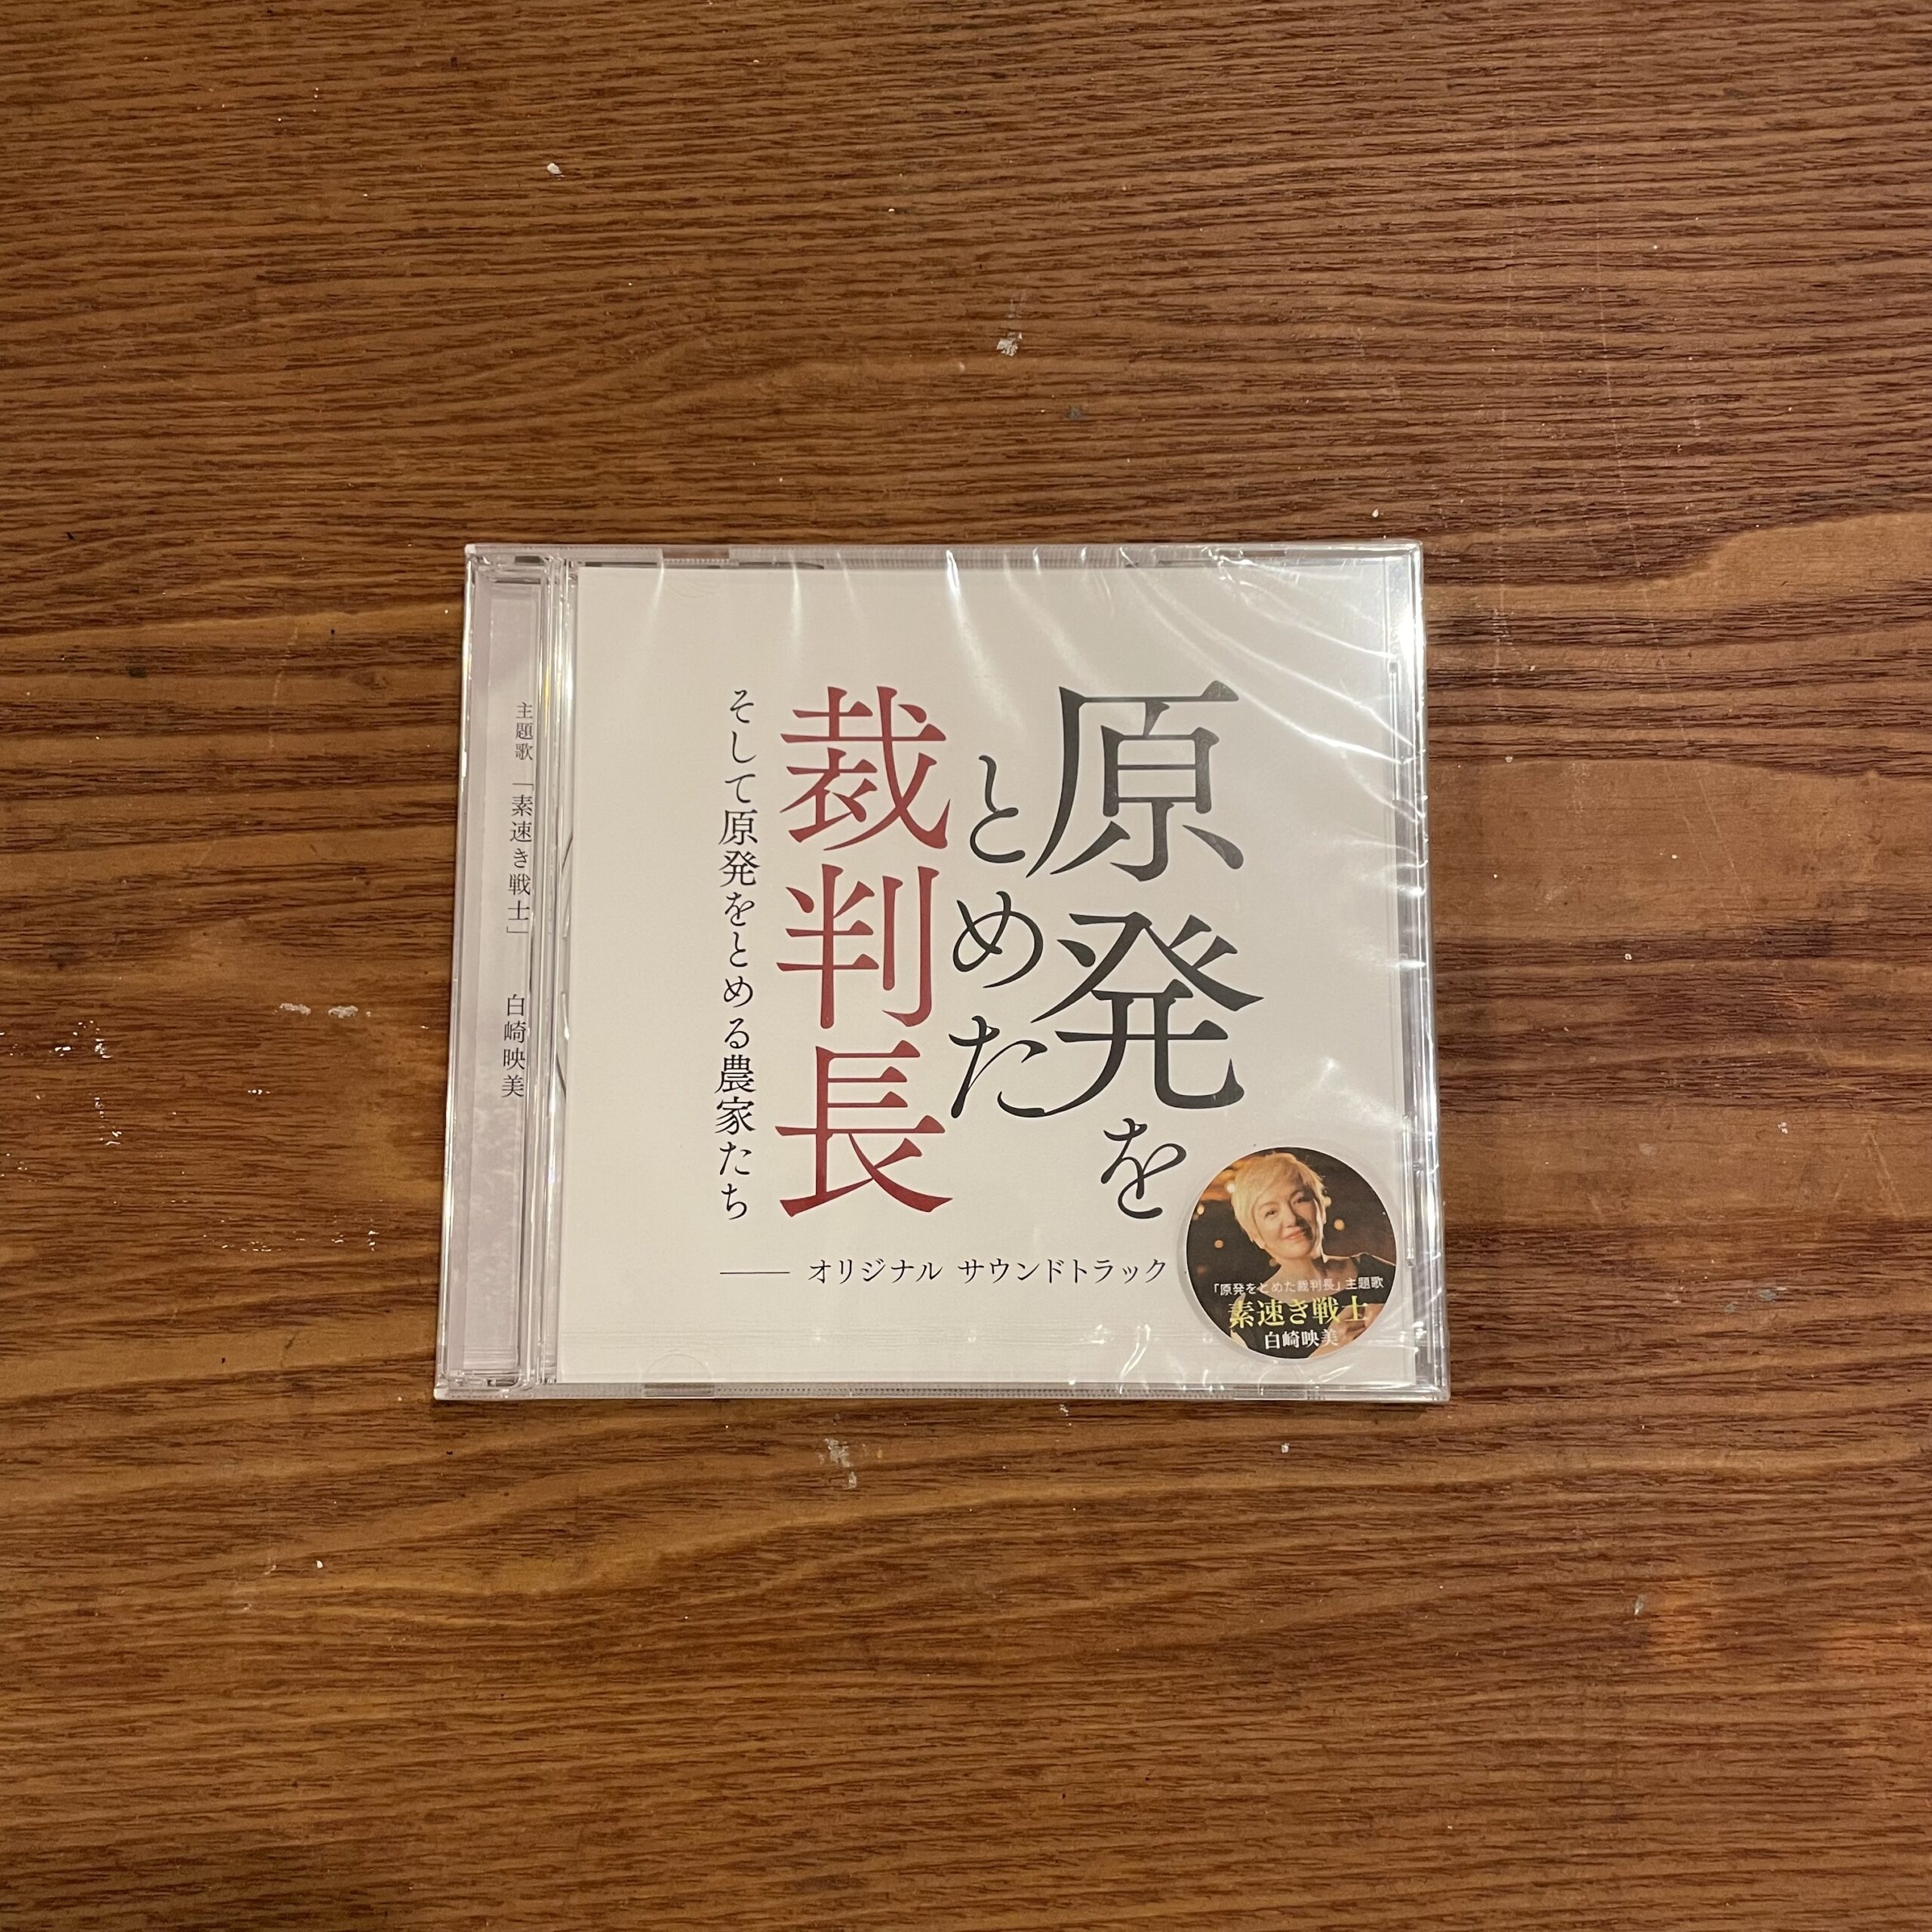 原発を
とめた
裁判長
そして原発をとめる農家たち
オリジナル サウンドトラック
主題歌「素速き戦士」 白崎映美
「原発をとめた裁判長」主題歌
素速き戦士
白崎映美